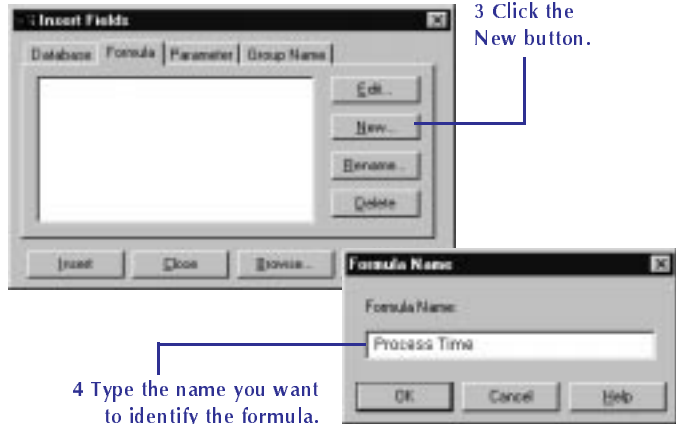 3 Click the
New button.
Insert Fields
Database Formula Parameter Group Name
Edit...
New...
Rename...
Delete
Insert Close Browse...
Formula Name
Formula Name:
Process Time
OK Cancel Help
4 Type the name you want
to identify the formula.